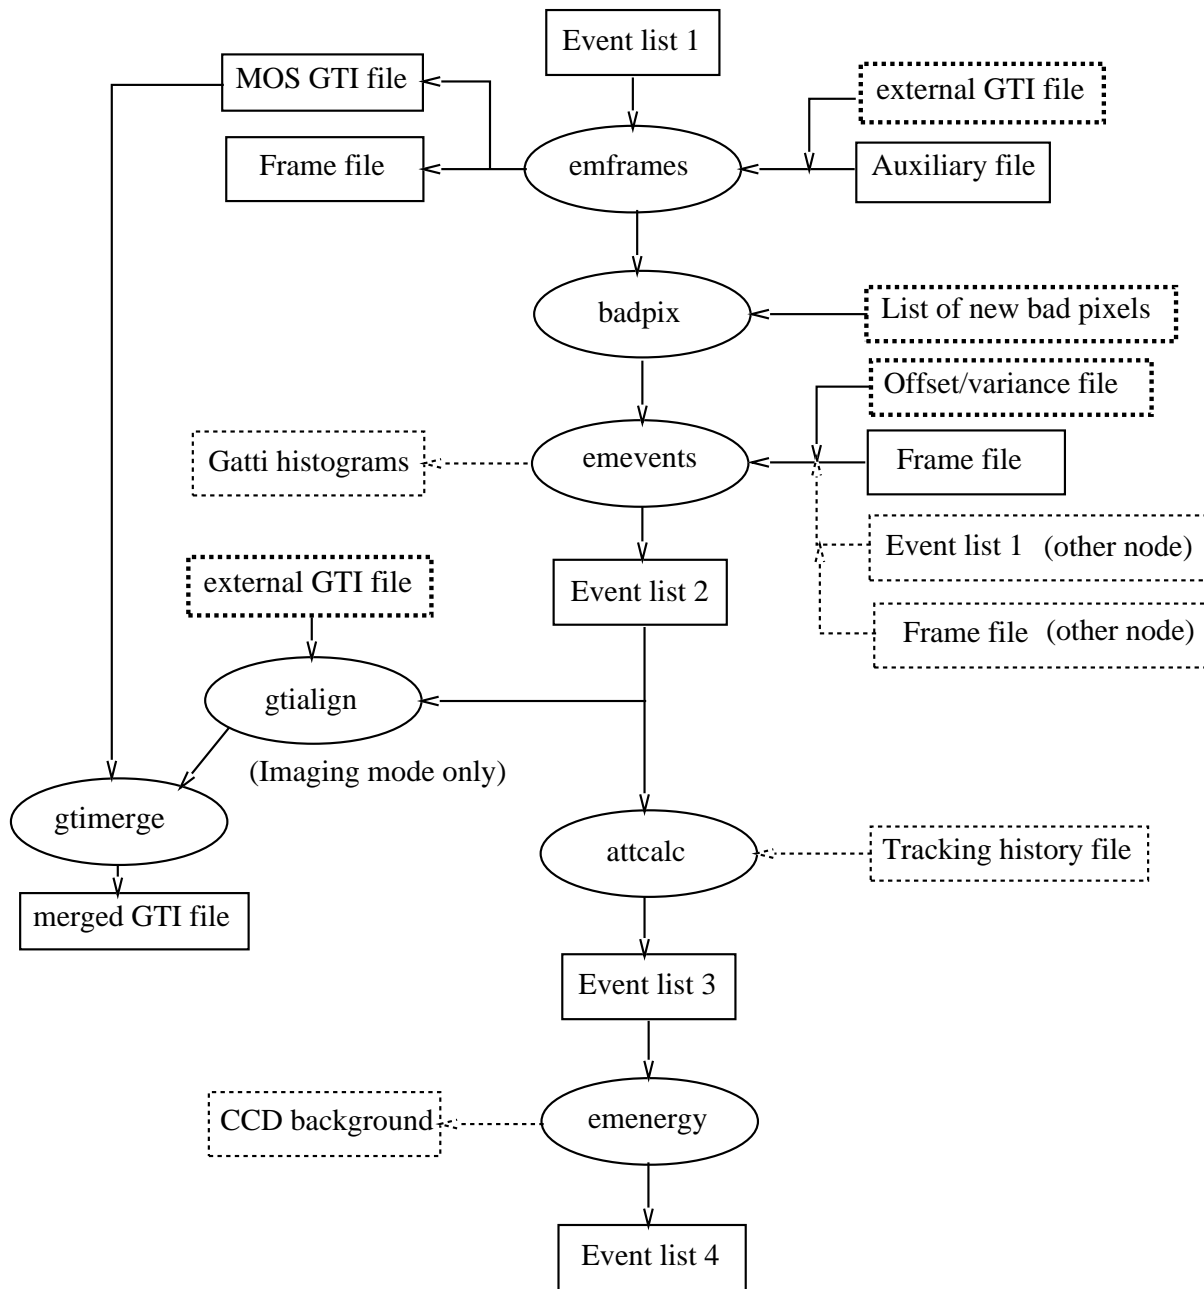 Event list 1
MOS GTI file
external GTI file
Frame file
emframes
Auxiliary file
badpix
List of new bad pixels
Offset/variance file
Gatti histograms
emevents
Frame file
Event list 1 (other node)
external GTI file
Event list 2
Frame file (other node)
gtialign
(Imaging mode only)
gtimerge
attcalc
Tracking history file
merged GTI file
Event list 3
CCD background
emenergy
Event list 4